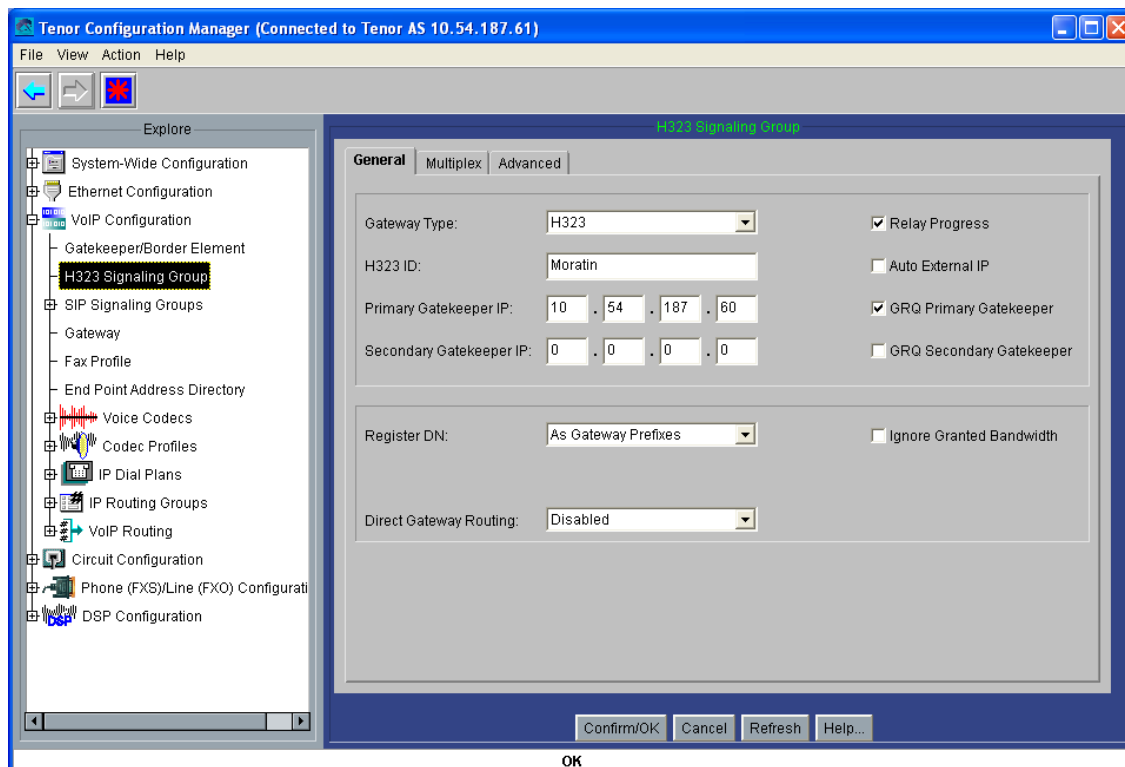 Tenor Configuration Manager (Connected to Tenor AS 10.54.187.61)
File View Action Help
Explore
System-Wide Configuration
Ethernet Configuration
VoIP Configuration
Gatekeeper/Border Element
H323 Signaling Group
SIP Signaling Groups
Gateway
Fax Profile
End Point Address Directory
Voice Codecs
Codec Profiles
IP Dial Plans
IP Routing Groups
VoIP Routing
Circuit Configuration
Phone (FXS)/Line (FXO) Configurati
DSP DSP Configuration
H323 Signaling Group
General Multiplex Advanced
Gateway Type: H323 Relay Progress
H323 ID: Moratin Auto External IP
Primary Gatekeeper IP: 10 . 54 . 187 . 60 GRQ Primary Gatekeeper
Secondary Gatekeeper IP: 0 . 0 . 0 . 0 GRQ Secondary Gatekeeper
Register DN: As Gateway Prefixes Ignore Granted Bandwidth
Direct Gateway Routing: Disabled
Confirm/OK Cancel Refresh Help...
OK